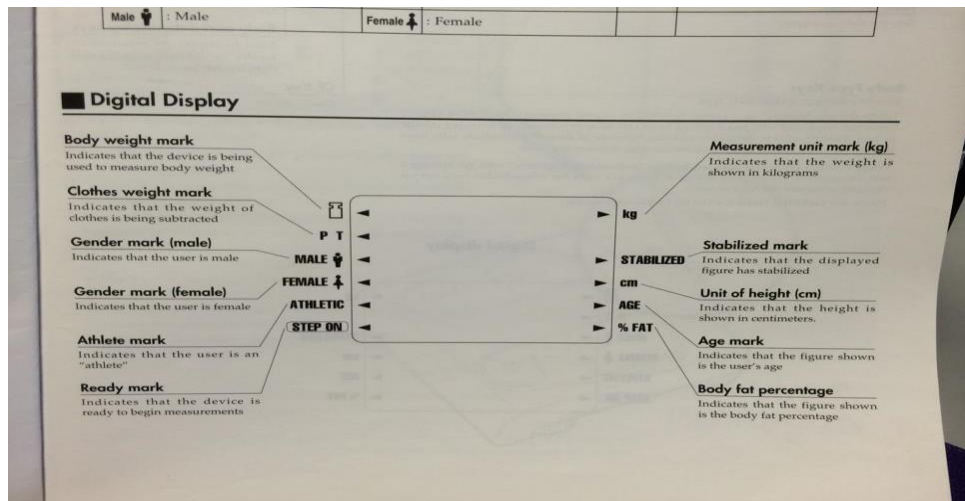 Male : Male
Female : Female
Digital Display
Body weight mark
Indicates that the device is being
used to measure body weight
Clothes weight mark
Indicates that the weight of
clothes is being subtracted
Gender mark (male)
Indicates that the user is male
Gender mark (female)
Indicates that the user is female
Athlete mark
Indicates that the user is an
"athlete"
Ready mark
Indicates that the device is
ready to begin measurements
P T
MALE
FEMALE
ATHLETIC
STEP ON
kg
STABILIZED
cm
AGE
% FAT
Measurement unit mark (kg)
Indicates that the weight is
shown in kilograms
Stabilized mark
Indicates that the displayed
figure has stabilized
Unit of height (cm)
Indicates that the height is
shown in centimeters.
Age mark
Indicates that the figure shown
is the user's age
Body fat percentage
Indicates that the figure shown
is the body fat percentage